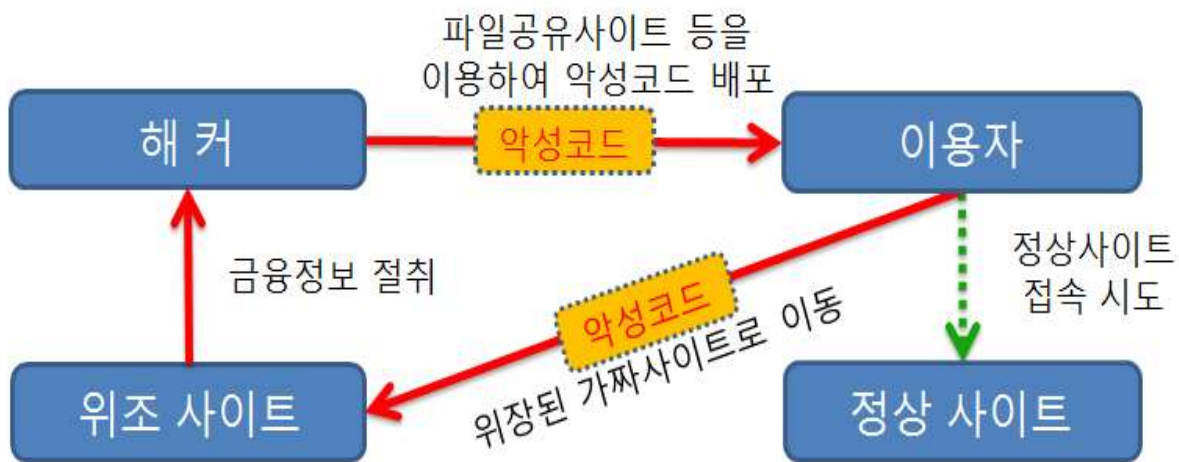 파일공유사이트 등을
이용하여 악성코드 배포
해 커
악성코드
이용자
금융정보 절취
악성코드
위장된 가짜사이트로 이동
정상사이트
접속 시도
위조 사이트
정상 사이트